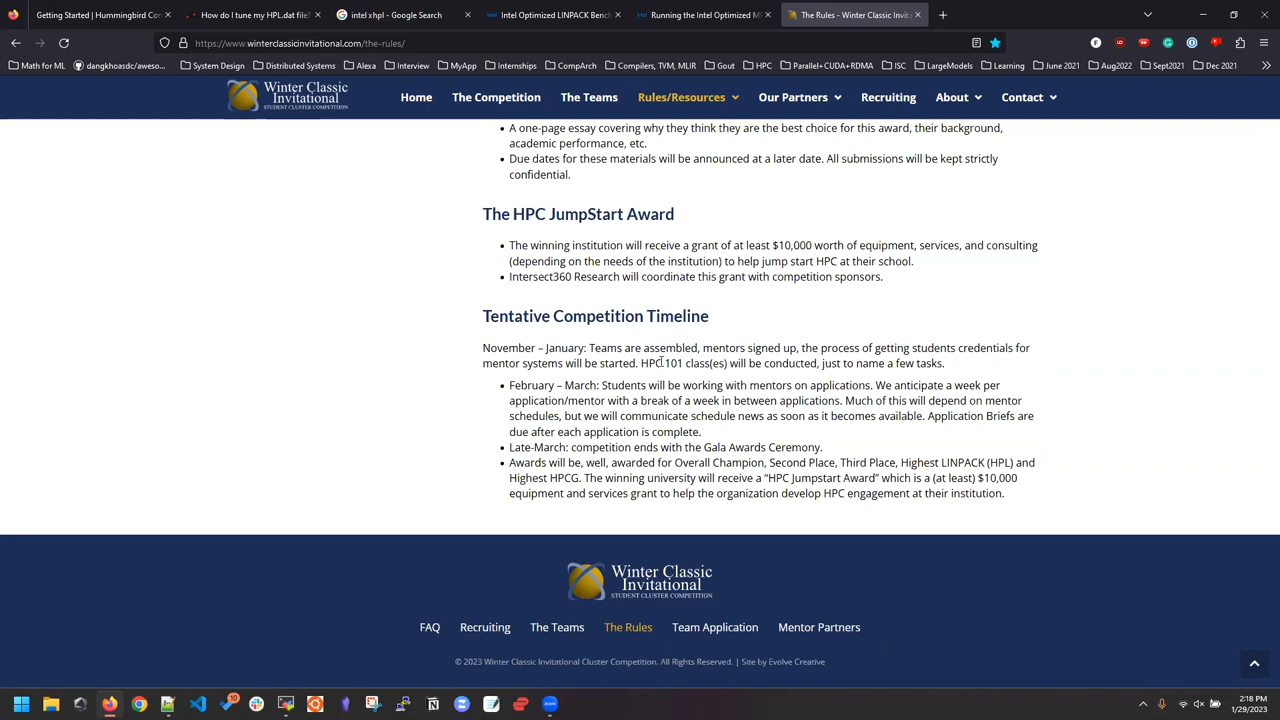 Getting Started | Hummingbird Con
How do I tune my HPL.dat file?
intel xhpl - Google Search
Intel Optimized LINPACK Bench
Running the Intel Optimized M
The Rules - Winter Classic Invita
https://www.winterclassicinvitational.com/the-rules/
Math for ML
dangkhoasdc/aweso...
System Design
Distributed Systems
Alexa
Interview
MyApp
Internships
CompArch
Compilers, TVM, MLIR
Gout
HPC
Parallel+CUDA+RDMA
ISC
LargeModels
Learning
June 2021
Aug2022
Sept2021
Dec 2021
Winter Classic
Invitational
STUDENT CLUSTER COMPETITION
Home
The Competition
The Teams
Rules/Resources
Our Partners
Recruiting
About
Contact
• A one-page essay covering why they think they are the best choice for this award, their background,
academic performance, etc.
• Due dates for these materials will be announced at a later date. All submissions will be kept strictly
confidential.
The HPC JumpStart Award
• The winning institution will receive a grant of at least $10,000 worth of equipment, services, and consulting
(depending on the needs of the institution) to help jump start HPC at their school.
• Intersect360 Research will coordinate this grant with competition sponsors.
Tentative Competition Timeline
November – January: Teams are assembled, mentors signed up, the process of getting students credentials for
mentor systems will be started. HPC 101 class(es) will be conducted, just to name a few tasks.
• February – March: Students will be working with mentors on applications. We anticipate a week per
application/mentor with a break of a week in between applications. Much of this will depend on mentor
schedules, but we will communicate schedule news as soon as it becomes available. Application Briefs are
due after each application is complete.
• Late-March: competition ends with the Gala Awards Ceremony.
• Awards will be, well, awarded for Overall Champion, Second Place, Third Place, Highest LINPACK (HPL) and
Highest HPCG. The winning university will receive a “HPC Jumpstart Award” which is a (at least) $10,000
equipment and services grant to help the organization develop HPC engagement at their institution.
Winter Classic
Invitational
STUDENT CLUSTER COMPETITION
FAQ
Recruiting
The Teams
The Rules
Team Application
Mentor Partners
© 2023 Winter Classic Invitational Cluster Competition. All Rights Reserved. | Site by Evolve Creative
10
2:18 PM
1/29/2023